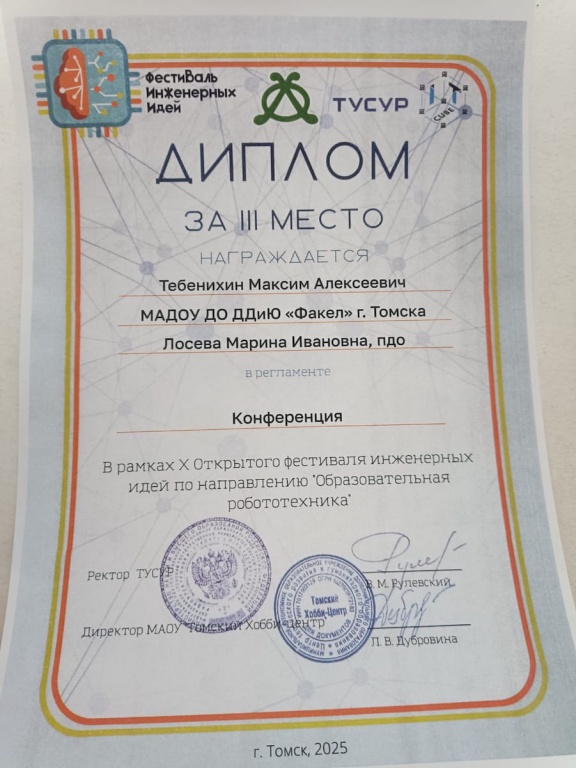 фестиВаль
инженерных
идей
ТУСУР
IT
CUBE
ДИПЛОМ
ЗА III МЕСТО
НАГРАЖДАЕТСЯ
Тебенихин Максим Алексеевич
МАДОУ ДО ДДиЮ «Факел» г. Томска
Лосева Марина Ивановна, пдо
в регламенте
Конференция
В рамках X Открытого фестиваля инженерных
идей по направлению "Образовательная
робототехника"
Ректор ТУСУР
В. М. Рулевский
Томский
Хобби-Центр
Директор МАОУ "Томский Хобби-центр"
Л. В. Дубровина
г. Томск, 2025